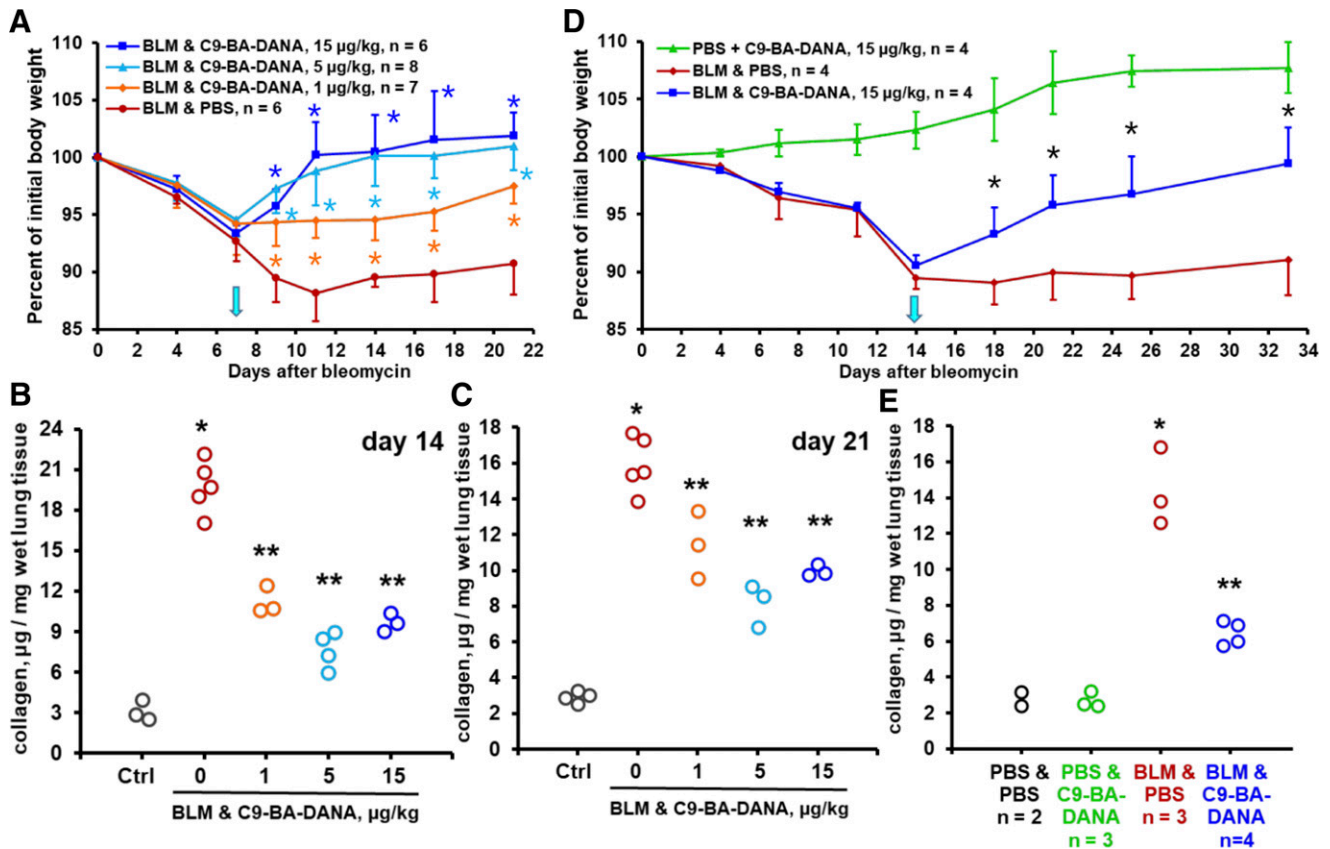 A
BLM & C9-BA-DANA, 15 µg/kg, n = 6
BLM & C9-BA-DANA, 5 µg/kg, n = 8
BLM & C9-BA-DANA, 1 µg/kg, n = 7
BLM & PBS, n = 6
Percent of initial body weight
110
105
100
95
90
85
* * * * *
* * * * *
* * * * *
0 2 4 6 8 10 12 14 16 18 20 22
Days after bleomycin
D
PBS + C9-BA-DANA, 15 µg/kg, n = 4
BLM & PBS, n = 4
BLM & C9-BA-DANA, 15 µg/kg, n = 4
Percent of initial body weight
110
105
100
95
90
85
* * * *
0 2 4 6 8 10 12 14 16 18 20 22 24 26 28 30 32 34
Days after bleomycin
B
day 14
collagen, µg / mg wet lung tissue
24
21
18
15
12
9
6
3
0
* ** ** **
Ctrl 0 1 5 15
BLM & C9-BA-DANA, µg/kg
C
day 21
collagen, µg / mg wet lung tissue
18
16
14
12
10
8
6
4
2
0
* ** ** **
Ctrl 0 1 5 15
BLM & C9-BA-DANA, µg/kg
E
collagen, µg / mg wet lung tissue
18
16
14
12
10
8
6
4
2
0
* **
PBS &
PBS
n = 2
PBS &
C9-BA-
DANA
n = 3
BLM &
PBS
n = 3
BLM &
C9-BA-
DANA
n=4